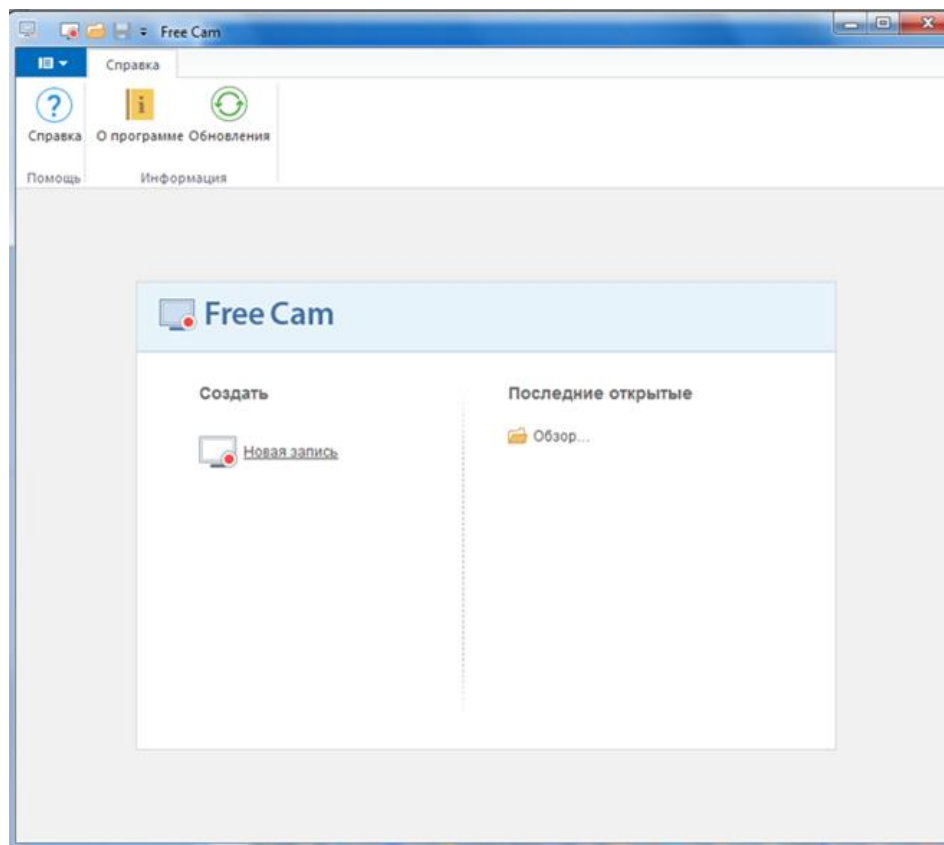 Free Cam
Справка
Справка
О программе
Обновления
Помощь
Информация
Free Cam
Создать
Последние открытые
Новая запись
Обзор...